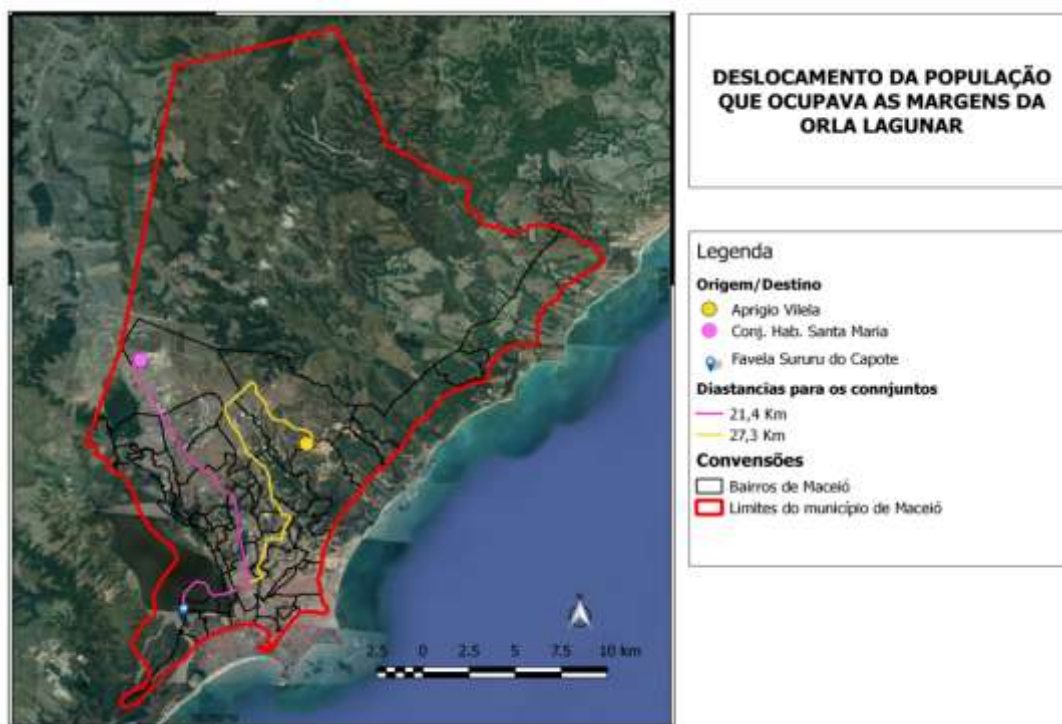 DESLOCAMENTO DA POPULAÇÃO
QUE OCUPAVA AS MARGENS DA
ORLA LAGUNAR
Legenda
Origem/Destino
Aprigio Vilela
Conj. Hab. Santa Maria
Favela Sururu do Capote
Diastancias para os connjuntos
21,4 Km
27,3 Km
Convensões
Bairros de Maceió
Limites do município de Maceió
2.5 0 2.5 5 7.5 10 km